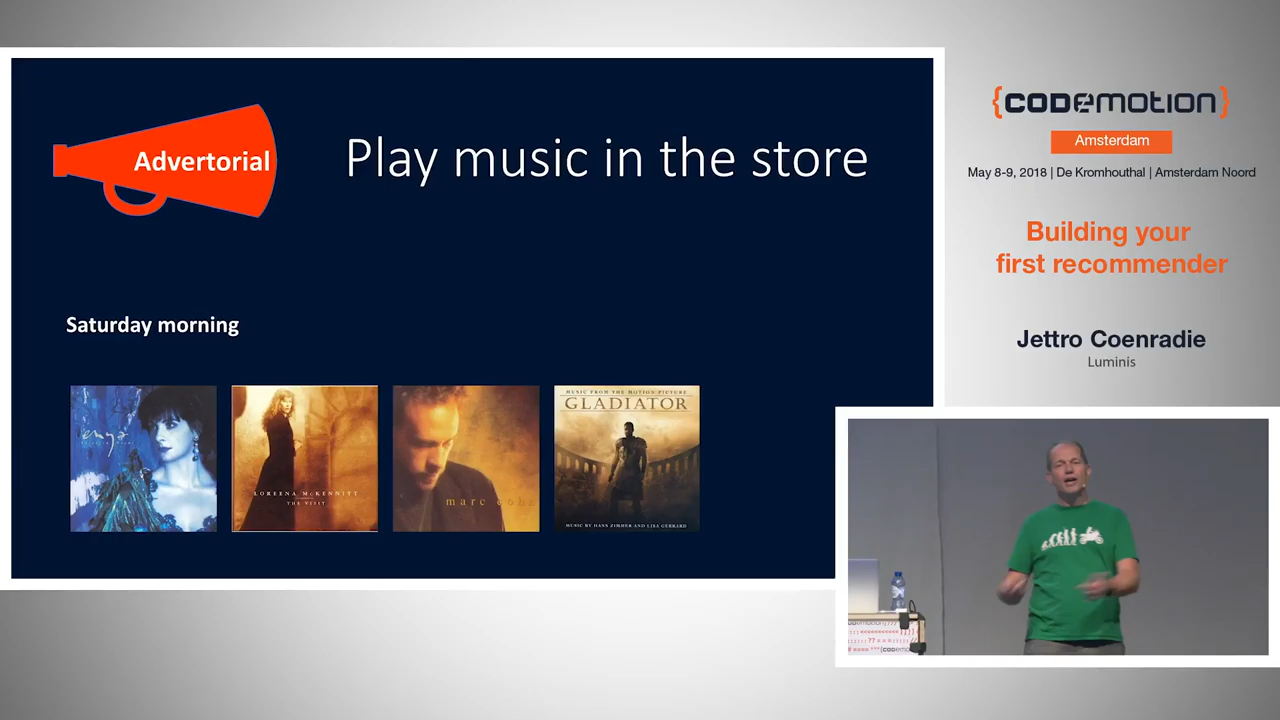 Advertorial
Play music in the store
Saturday morning
enya
LOREENA McKENNITT
THE VISIT
marc
MUSIC FROM THE MOTION PICTURE
GLADIATOR
MUSIC BY HANS ZIMMER AND LISA GERRARD
{CODEMOTION}
Amsterdam
May 8-9, 2018 | De Kromhouthal | Amsterdam Noord
Building your
first recommender
Jettro Coenradie
Luminis